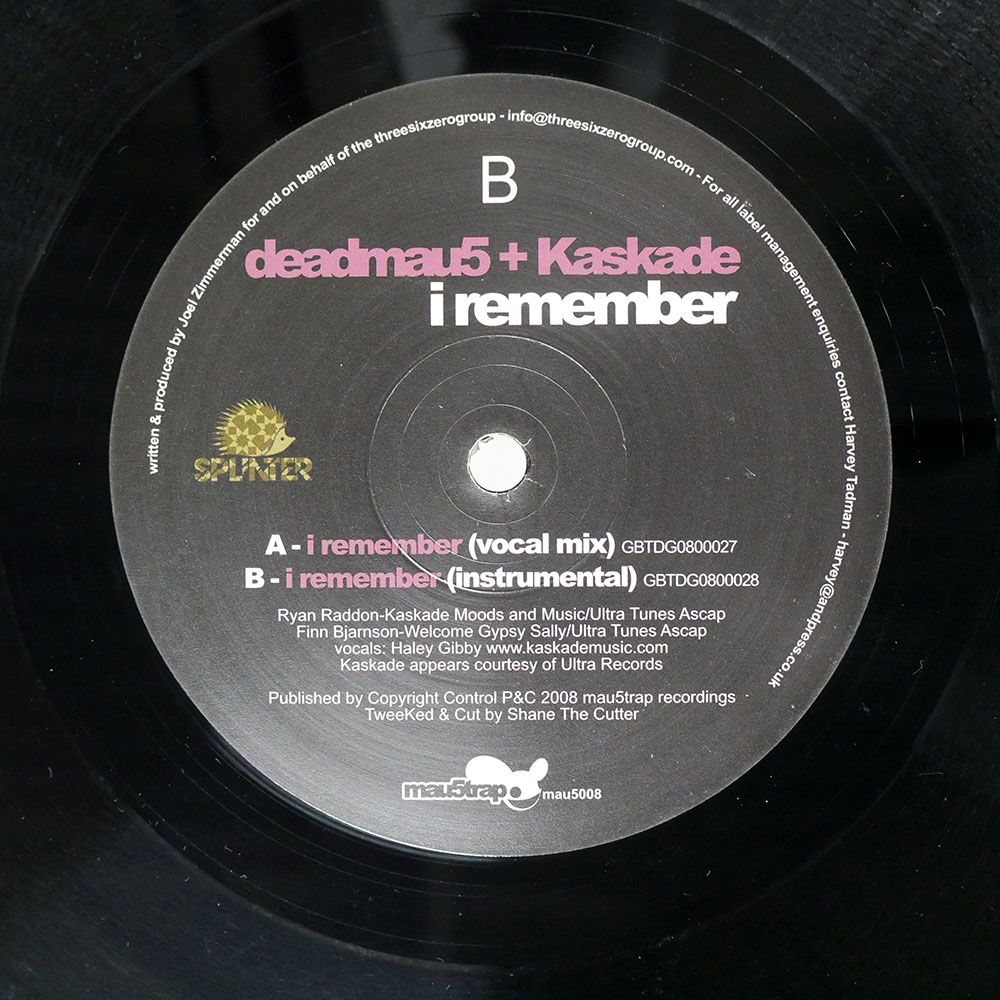 written & produced by Joel Zimmerman for and on behalf of the threesixzerogroup - info@threesixzerogroup.com - For all label management enquiries contact Harvey Tadman - harvey@andpress.co.uk
B
deadmau5 + Kaskade
i remember
SPLINTER
A - i remember (vocal mix) GBTDG0800027
B - i remember (instrumental) GBTDG0800028
Ryan Raddon-Kaskade Moods and Music/Ultra Tunes Ascap
Finn Bjarnson-Welcome Gypsy Sally/Ultra Tunes Ascap
vocals: Haley Gibby www.kaskademusic.com
Kaskade appears courtesy of Ultra Records
Published by Copyright Control P&C 2008 mau5trap recordings
TweeKed & Cut by Shane The Cutter
mau5trap mau5008